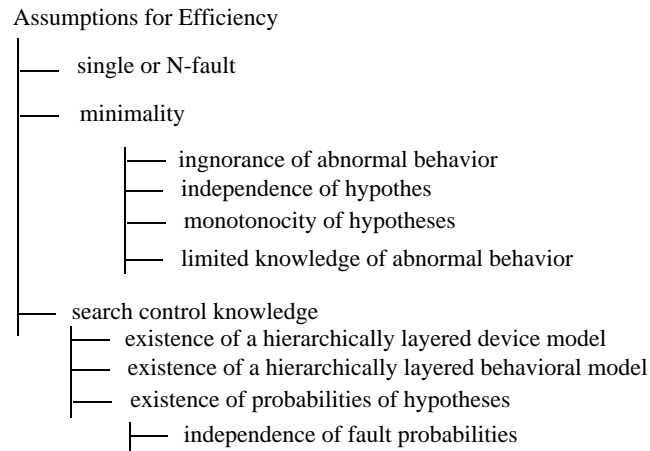 Assumptions for Efficiency
single or N-fault
minimality
ingnorance of abnormal behavior
independence of hypothes
monotonocity of hypotheses
limited knowledge of abnormal behavior
search control knowledge
existence of a hierarchically layered device model
existence of a hierarchically layered behavioral model
existence of probabilities of hypotheses
independence of fault probabilities